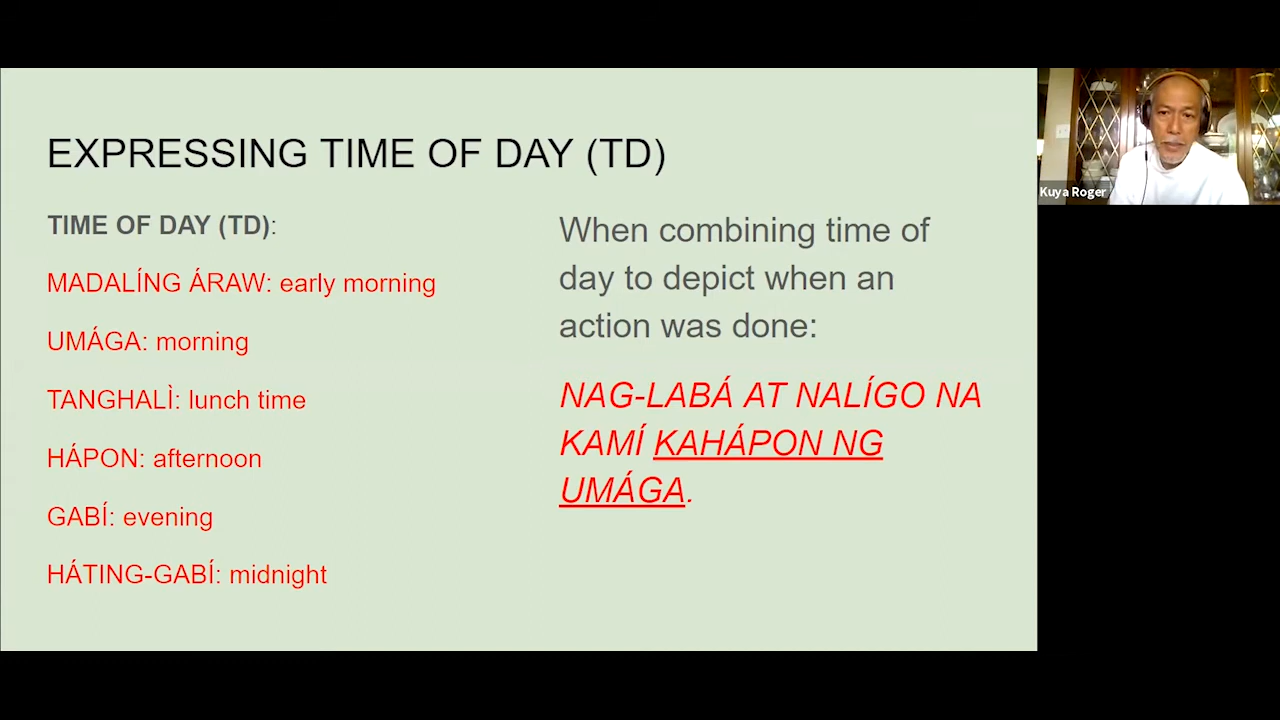 EXPRESSING TIME OF DAY (TD)
TIME OF DAY (TD):
MADALÍNG ÁRAW: early morning
UMÁGA: morning
TANGHALÌ: lunch time
HÁPON: afternoon
GABÍ: evening
HÁTING-GABÍ: midnight
When combining time of
day to depict when an
action was done:
NAG-LABÁ AT NALÍGO NA
KAMÍ KAHÁPON NG
UMÁGA.
Kuya Roger